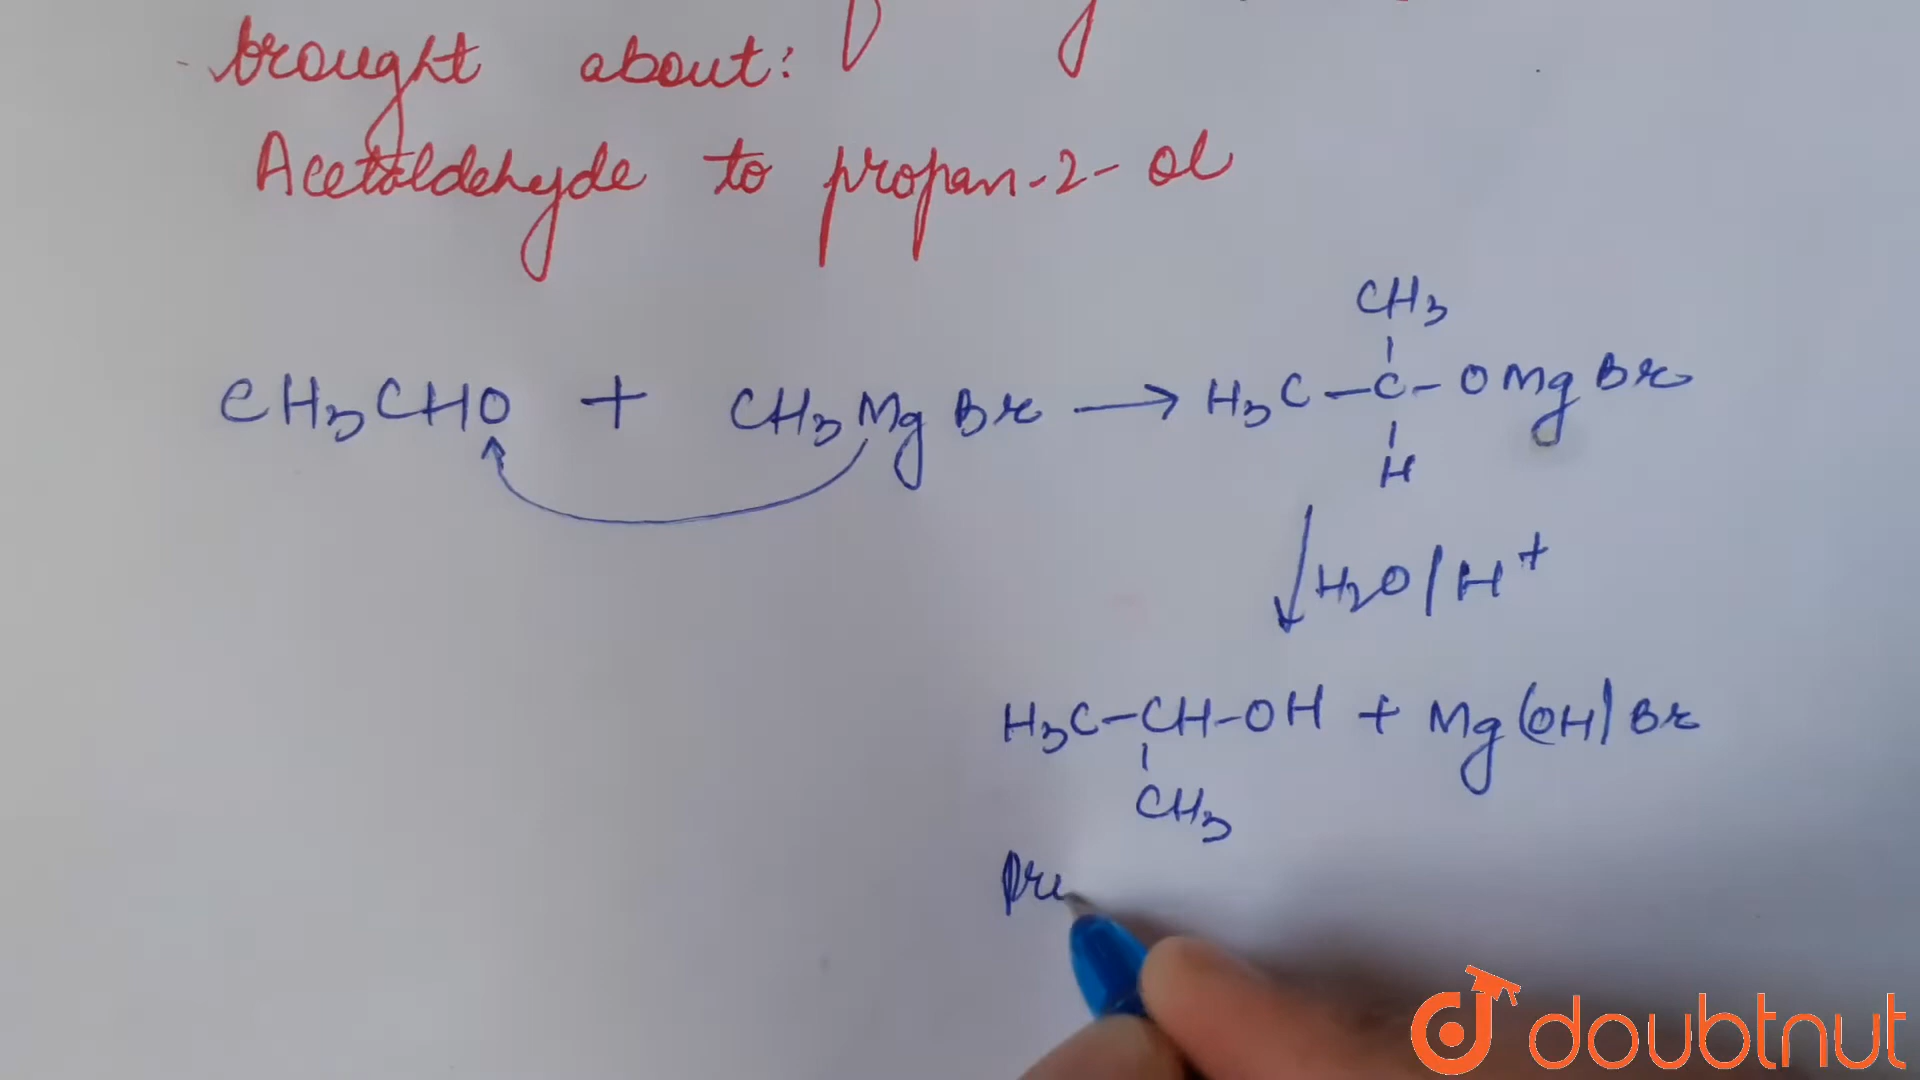 brought about:
Acetaldehyde to propan-2-ol
CH3
CH3CHO + CH3MgBr → H3C-C-OMgBr
H
H2O/H+
H3C-CH-OH + Mg(OH)Br
CH3
doubtnut